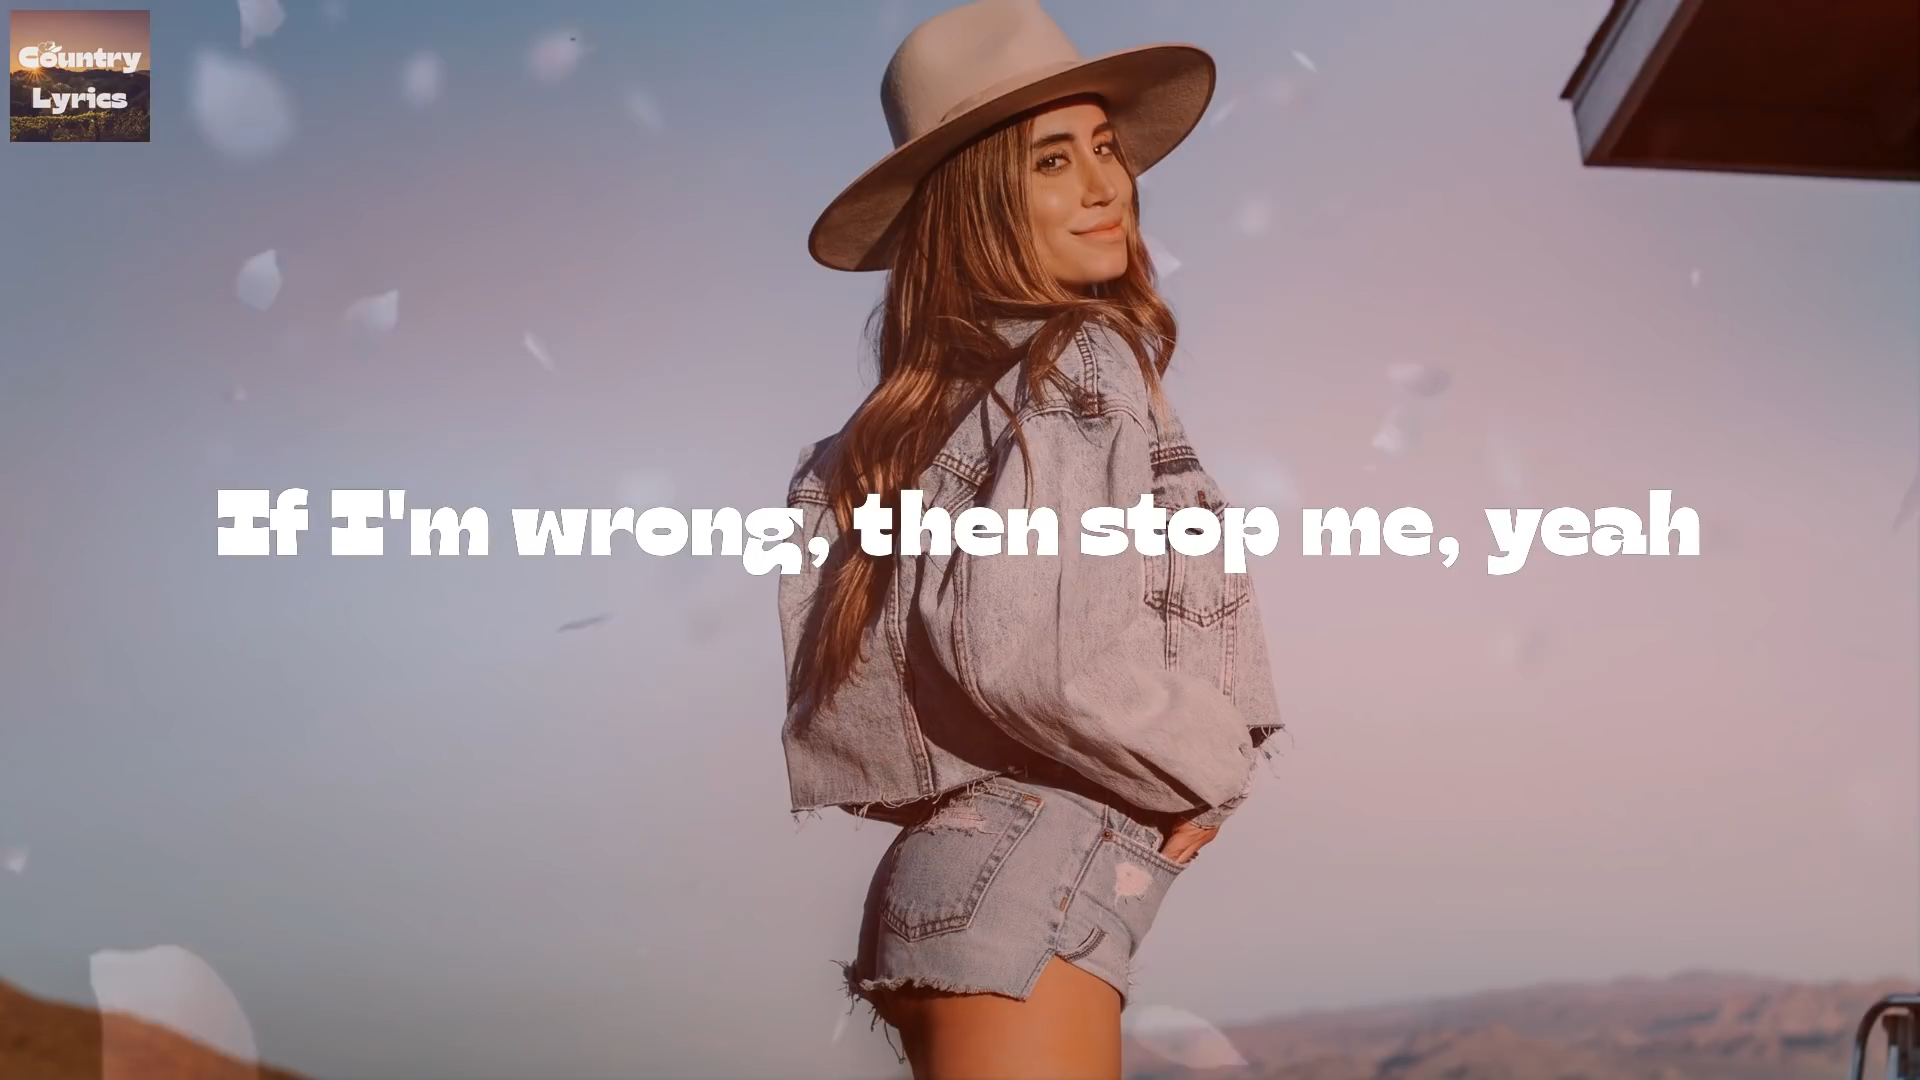 Country
Lyrics
If I'm wrong, then stop me, yeah